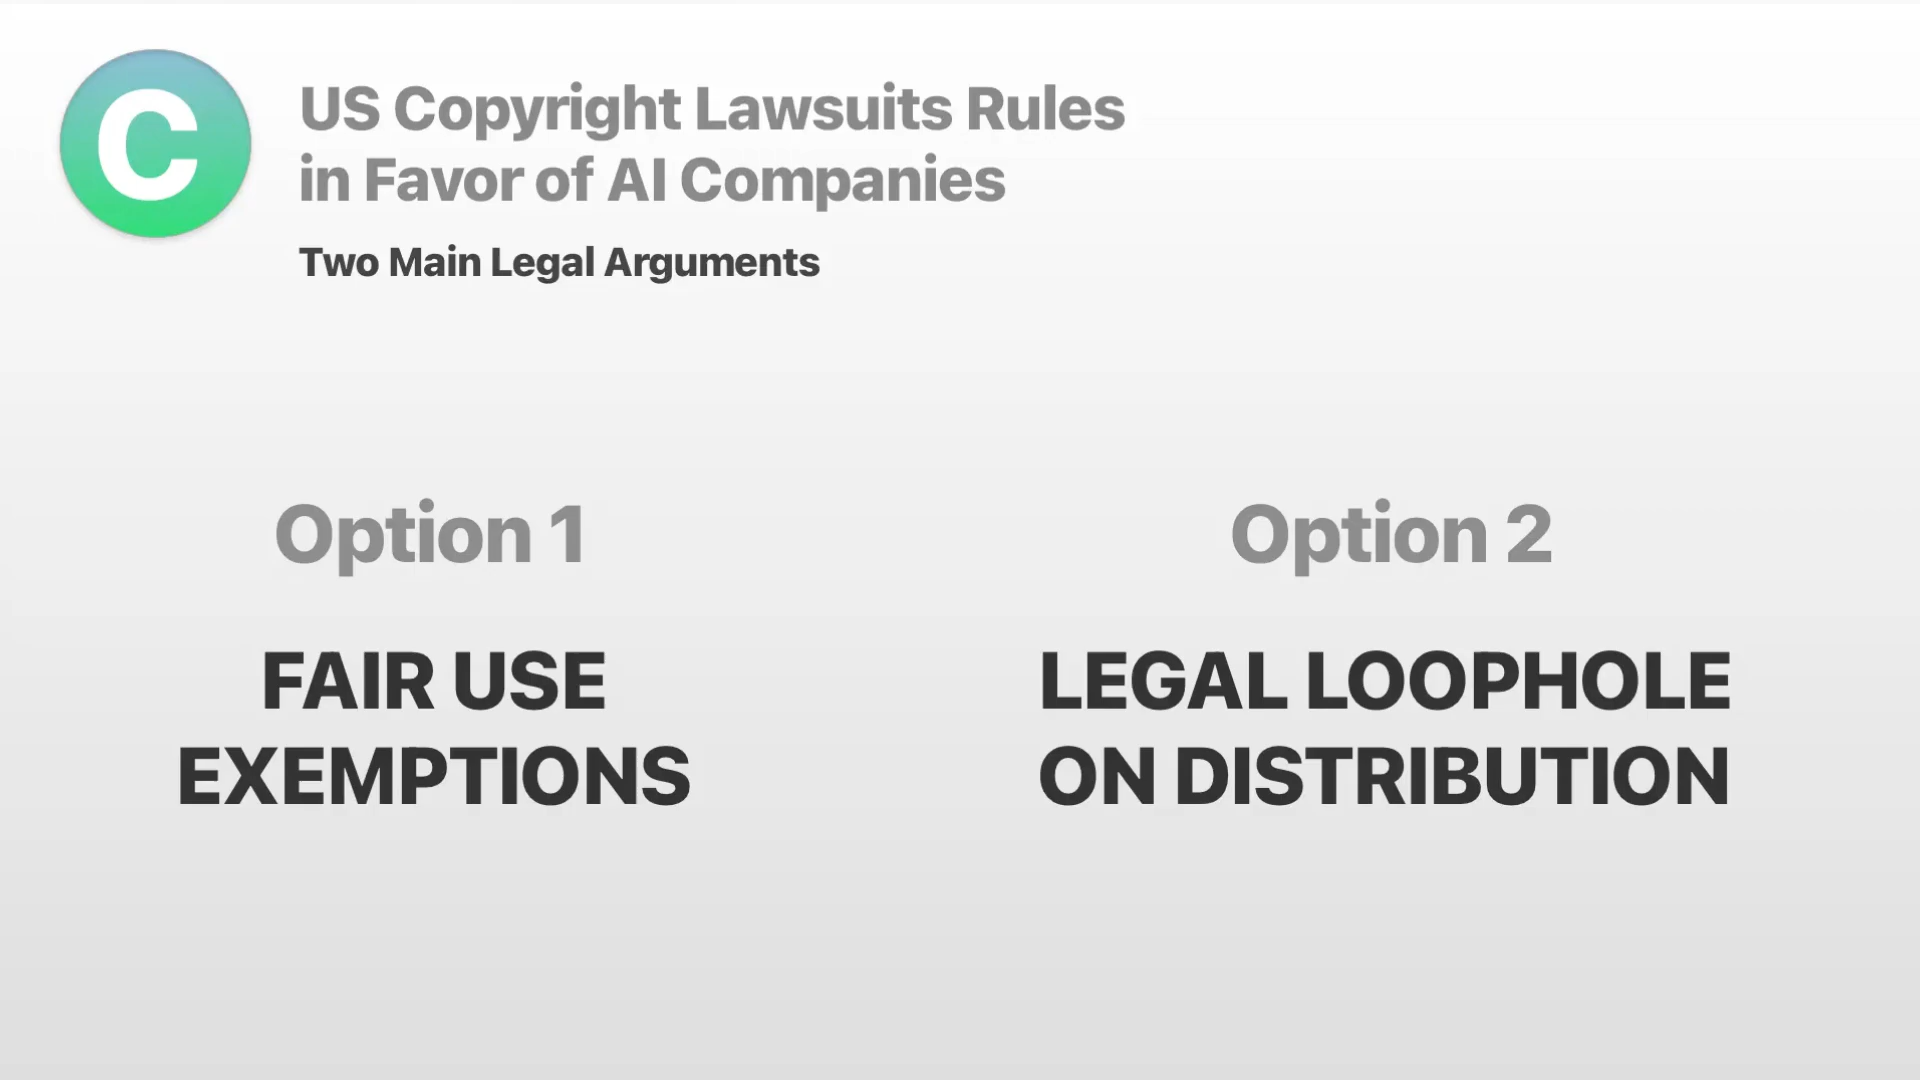 C
US Copyright Lawsuits Rules
in Favor of AI Companies
Two Main Legal Arguments
Option 1
FAIR USE
EXEMPTIONS
Option 2
LEGAL LOOPHOLE
ON DISTRIBUTION